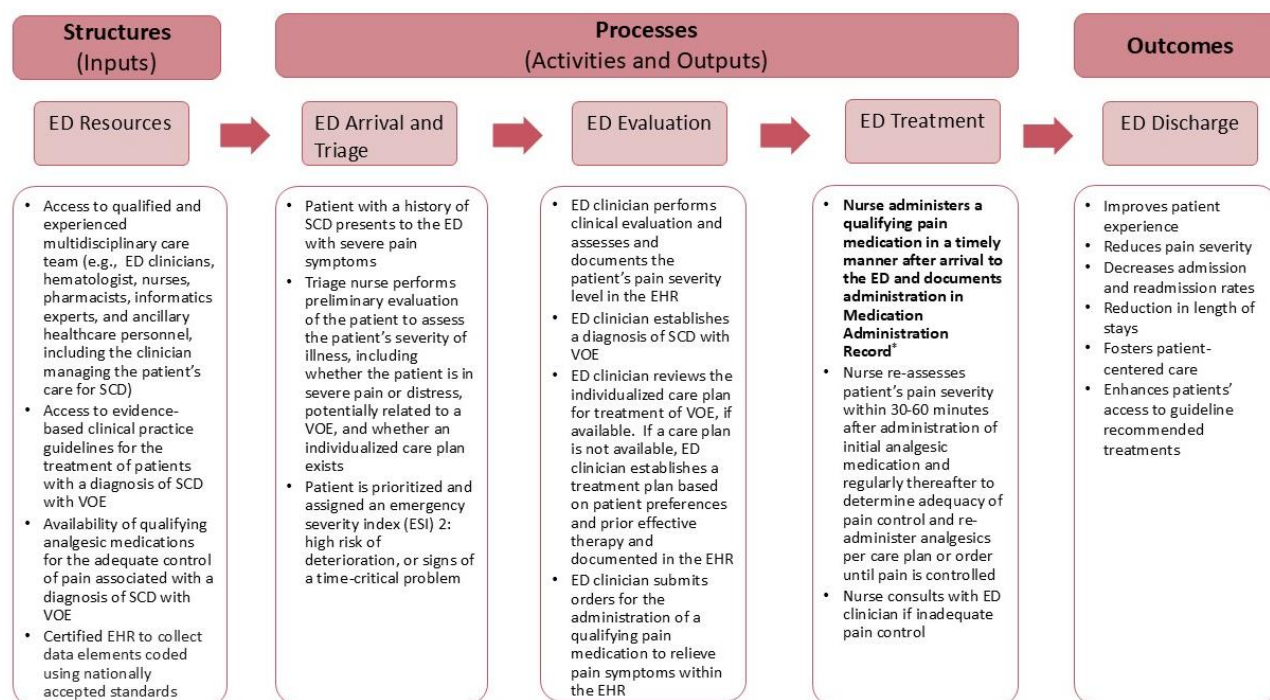 Structures
(Inputs)
Processes
(Activities and Outputs)
Outcomes
ED Resources
ED Arrival and
Triage
ED Evaluation
ED Treatment
ED Discharge
• Access to qualified and
experienced
multidisciplinary care
team (e.g., ED clinicians,
hematologist, nurses,
pharmacists, informatics
experts, and ancillary
healthcare personnel,
including the clinician
managing the patient's
care for SCD)
• Access to evidence-
based clinical practice
guidelines for the
treatment of patients
with a diagnosis of SCD
with VOE
• Availability of qualifying
analgesic medications
for the adequate control
of pain associated with a
diagnosis of SCD with
VOE
• Certified EHR to collect
data elements coded
using nationally
accepted standards
• Patient with a history of
SCD presents to the ED
with severe pain
symptoms
• Triage nurse performs
preliminary evaluation
of the patient to assess
the patient's severity of
illness, including
whether the patient is in
severe pain or distress,
potentially related to a
VOE, and whether an
individualized care plan
exists
• Patient is prioritized and
assigned an emergency
severity index (ESI) 2:
high risk of
deterioration, or signs of
a time-critical problem
• ED clinician performs
clinical evaluation and
assesses and
documents the
patient's pain severity
level in the EHR
• ED clinician establishes
a diagnosis of SCD with
VOE
• ED clinician reviews the
individualized care plan
for treatment of VOE, if
available. If a care plan
is not available, ED
clinician establishes a
treatment plan based
on patient preferences
and prior effective
therapy and
documented in the EHR
• ED clinician submits
orders for the
administration of a
qualifying pain
medication to relieve
pain symptoms within
the EHR
• Nurse administers a
qualifying pain
medication in a timely
manner after arrival to
the ED and documents
administration in
Medication
Administration
Record*
• Nurse re-assesses
patient's pain severity
within 30-60 minutes
after administration of
initial analgesic
medication and
regularly thereafter to
determine adequacy of
pain control and re-
administer analgesics
per care plan or order
until pain is controlled
• Nurse consults with ED
clinician if inadequate
pain control
• Improves patient
experience
• Reduces pain severity
• Decreases admission
and readmission rates
• Reduction in length of
stays
• Fosters patient-
centered care
• Enhances patients'
access to guideline
recommended
treatments